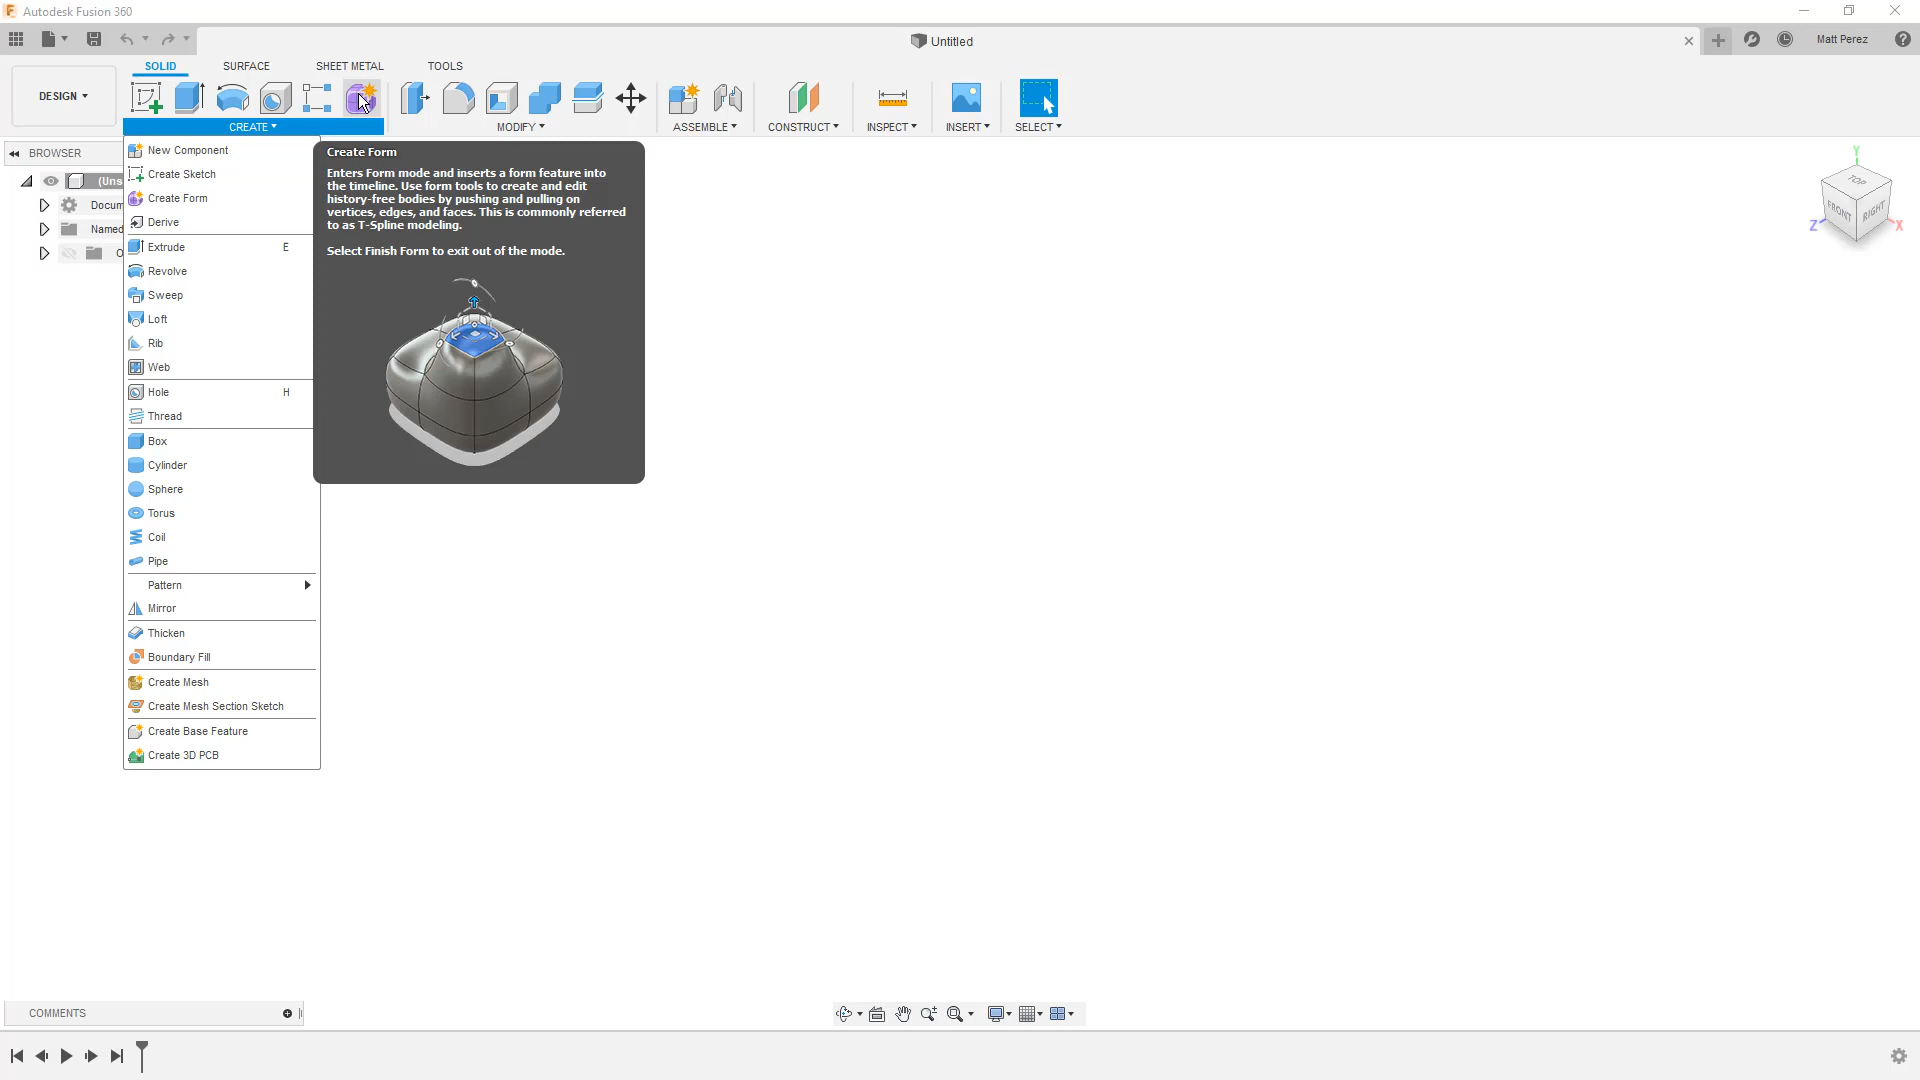 Autodesk Fusion 360
Untitled
Matt Perez
SOLID
SURFACE
SHEET METAL
TOOLS
DESIGN
CREATE
MODIFY
ASSEMBLE
CONSTRUCT
INSPECT
INSERT
SELECT
BROWSER
(Uns
Docum
Named
O
New Component
Create Sketch
Create Form
Derive
Extrude E
Revolve
Sweep
Loft
Rib
Web
Hole H
Thread
Box
Cylinder
Sphere
Torus
Coil
Pipe
Pattern
Mirror
Thicken
Boundary Fill
Create Mesh
Create Mesh Section Sketch
Create Base Feature
Create 3D PCB
Create Form
Enters Form mode and inserts a form feature into
the timeline. Use form tools to create and edit
history-free bodies by pushing and pulling on
vertices, edges, and faces. This is commonly referred
to as T-Spline modeling.
Select Finish Form to exit out of the mode.
Y
TOP
FRONT
RIGHT
Z
X
COMMENTS